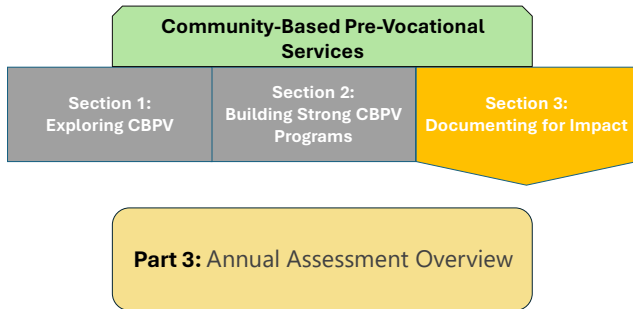 Community-Based Pre-Vocational
Services
Section 1:
Exploring CBPV
Section 2:
Building Strong CBPV
Programs
Section 3:
Documenting for Impact
Part 3: Annual Assessment Overview